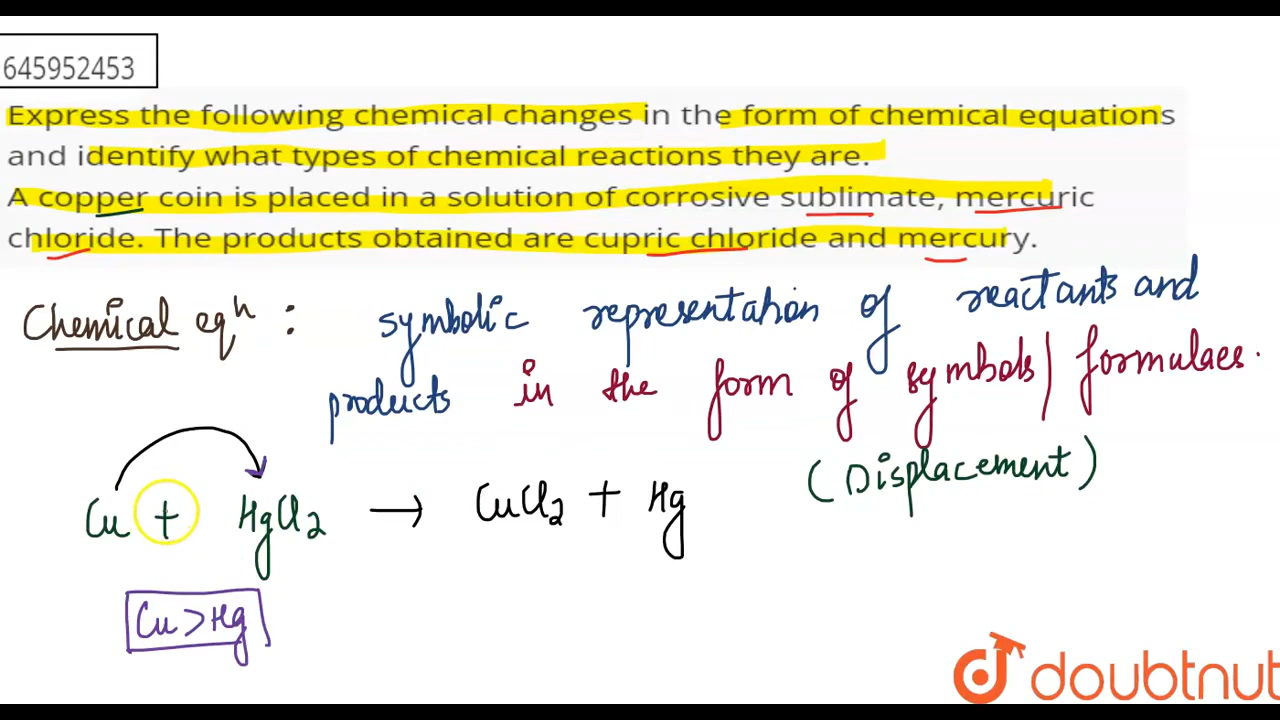 645952453
Express the following chemical changes in the form of chemical equations
and identify what types of chemical reactions they are.
A copper coin is placed in a solution of corrosive sublimate, mercuric
chloride. The products obtained are cupric chloride and mercury.
Chemical eqⁿ : symbolic representation of reactants and
products in the form of symbols/ formulaes.
(Displacement)
Cu + HgCl₂ → CuCl₂ + Hg
Cu > Hg
doubtnut